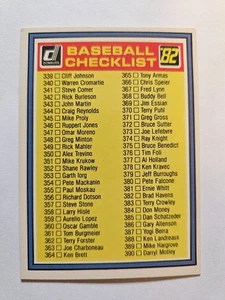 DONRUSS
BASEBALL
CHECKLIST
'82
339 Cliff Johnson
340 Warren Cromartie
341 Steve Comer
342 Rick Burleson
343 John Martin
344 Craig Reynolds
345 Mike Proly
346 Ruppert Jones
347 Omar Moreno
348 Greg Minton
349 Rick Mahler
350 Alex Trevino
351 Mike Krukow
352 Shane Rawley
353 Garth Iorg
354 Pete Mackanin
355 Paul Moskau
356 Richard Dotson
357 Steve Stone
358 Larry Hisle
359 Aurelio Lopez
360 Oscar Gamble
361 Tom Burgmeier
362 Terry Forster
363 Joe Charboneau
364 Ken Brett
365 Tony Armas
366 Chris Speier
367 Fred Lynn
368 Buddy Bell
369 Jim Essian
370 Terry Puhl
371 Greg Gross
372 Bruce Sutter
373 Joe Lefebvre
374 Ray Knight
375 Bruce Benedict
376 Tim Foli
377 Al Holland
378 Ken Kravec
379 Jeff Burroughs
380 Pete Falcone
381 Ernie Whitt
382 Brad Havens
383 Terry Crowley
384 Don Money
385 Dan Schatzeder
386 Gary Allenson
387 Yogi Berra
388 Ken Landreaux
389 Mike Hargrove
390 Darryl Motley